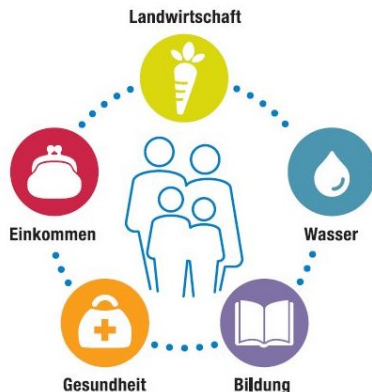 Landwirtschaft
Einkommen
Wasser
Gesundheit
Bildung